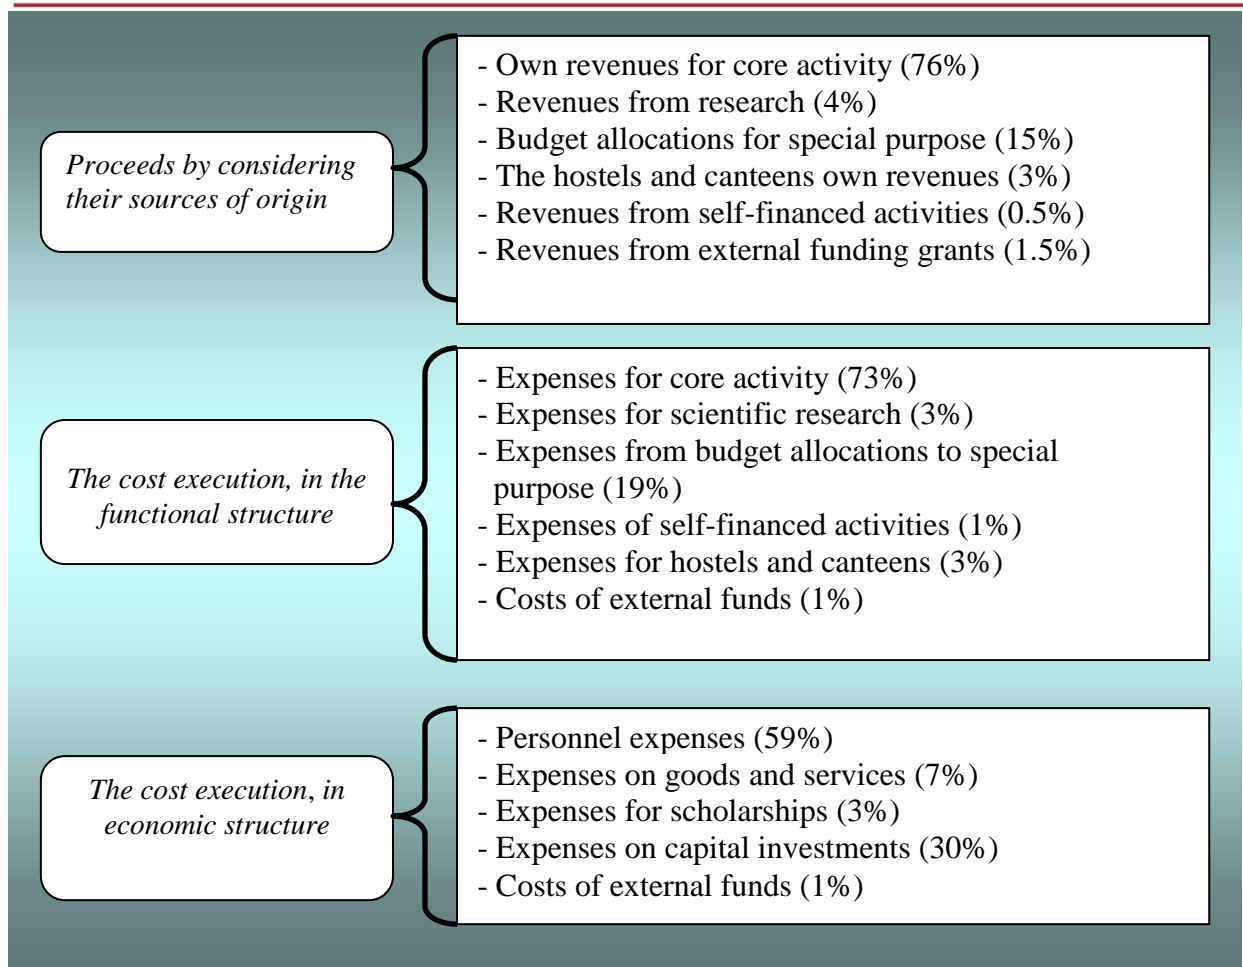 Proceeds by considering
their sources of origin
- Own revenues for core activity (76%)
- Revenues from research (4%)
- Budget allocations for special purpose (15%)
- The hostels and canteens own revenues (3%)
- Revenues from self-financed activities (0.5%)
- Revenues from external funding grants (1.5%)
The cost execution, in the
functional structure
- Expenses for core activity (73%)
- Expenses for scientific research (3%)
- Expenses from budget allocations to special
purpose (19%)
- Expenses of self-financed activities (1%)
- Expenses for hostels and canteens (3%)
- Costs of external funds (1%)
The cost execution, in
economic structure
- Personnel expenses (59%)
- Expenses on goods and services (7%)
- Expenses for scholarships (3%)
- Expenses on capital investments (30%)
- Costs of external funds (1%)